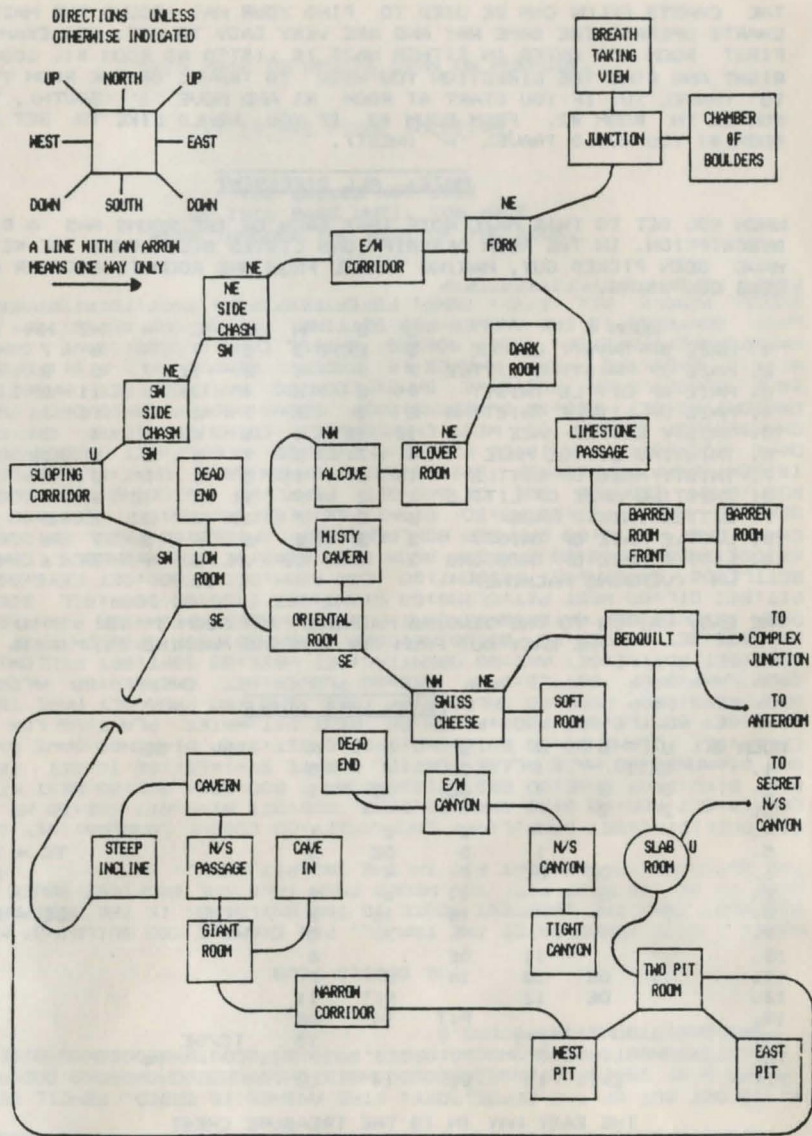 DIRECTIONS UNLESS
OTHERWISE INDICATED
UP
NORTH
UP
WEST
EAST
DOWN
SOUTH
DOWN
A LINE WITH AN ARROW
MEANS ONE WAY ONLY
BREATH
TAKING
VIEW
JUNCTION
CHAMBER
OF
BOULDERS
NE
FORK
E/W
CORRIDOR
NE
NE
SIDE
CHASM
SW
DARK
ROOM
NE
SW
SIDE
CHASM
SW
NW
ALCOVE
NE
PLOVER
ROOM
LIMESTONE
PASSAGE
U
SLOPING
CORRIDOR
DEAD
END
BARREN
ROOM
FRONT
BARREN
ROOM
MISTY
CAVERN
SW
LOW
ROOM
SE
ORIENTAL
ROOM
SE
BEDQUILT
TO
COMPLEX
JUNCTION
NW
NE
SWISS
CHEESE
SOFT
ROOM
TO
ANTEROOM
DEAD
END
E/W
CANYON
TO
SECRET
N/S
CANYON
CAVERN
STEEP
INCLINE
N/S
PASSAGE
CAVE
IN
N/S
CANYON
SLAB
ROOM
U
GIANT
ROOM
TIGHT
CANYON
TWO PIT
ROOM
NARROW
CORRIDOR
WEST
PIT
EAST
PIT